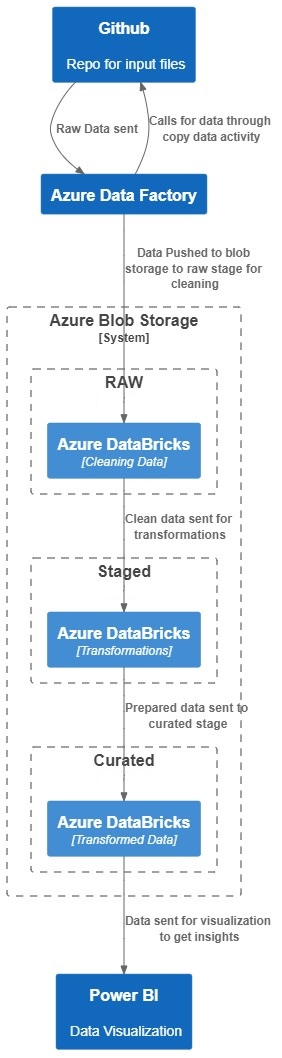 Github
Repo for input files
Raw Data sent
Calls for data through
copy data activity
Azure Data Factory
Data Pushed to blob
storage to raw stage for
cleaning
Azure Blob Storage
[System]
RAW
Azure DataBricks
[Cleaning Data]
Clean data sent for
transformations
Staged
Azure DataBricks
[Transformations]
Prepared data sent to
curated stage
Curated
Azure DataBricks
[Transformed Data]
Data sent for visualization
to get insights
Power BI
Data Visualization